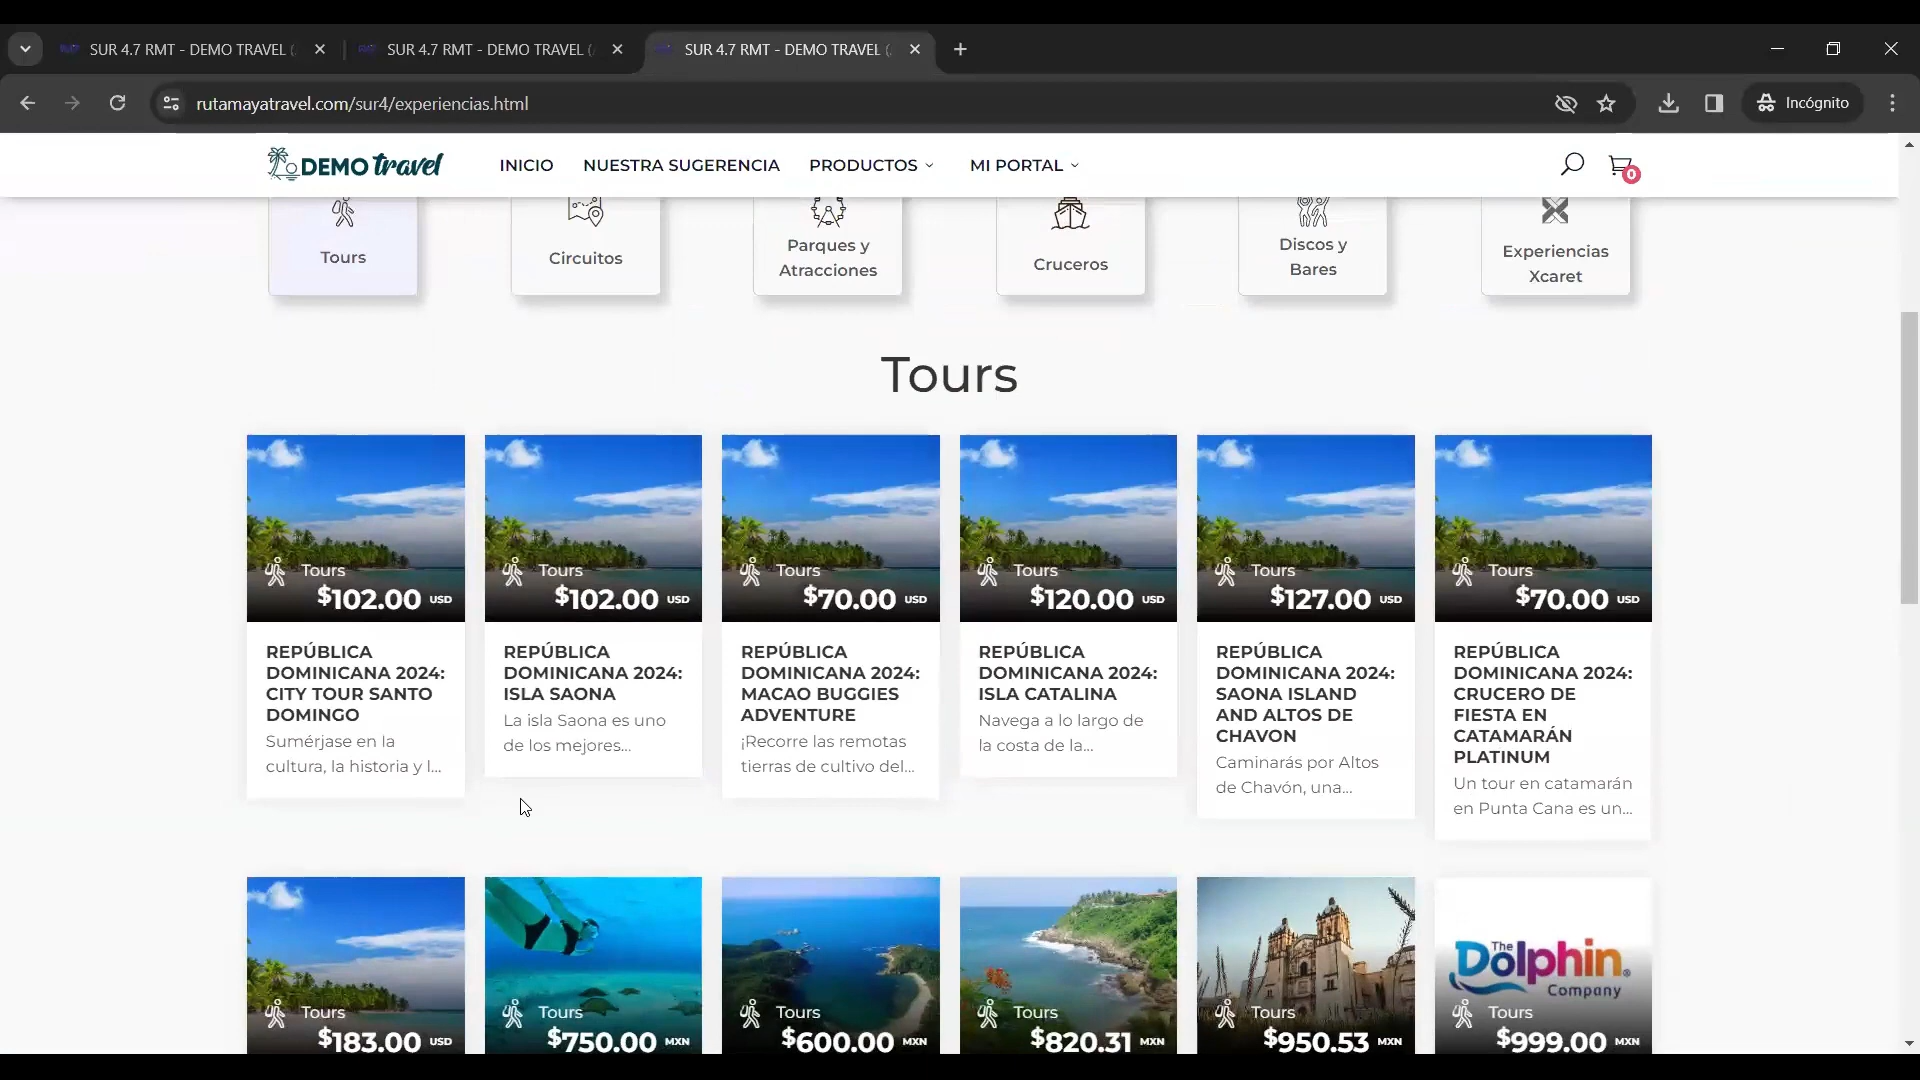 SUR 4.7 RMT - DEMO TRAVEL (
SUR 4.7 RMT - DEMO TRAVEL (
SUR 4.7 RMT - DEMO TRAVEL (
rutamayatravel.com/sur4/experiencias.html
Incógnito
DEMO travel
INICIO
NUESTRA SUGERENCIA
PRODUCTOS
MI PORTAL
0
Tours
Circuitos
Parques y
Atracciones
Cruceros
Discos y
Bares
Experiencias
Xcaret
Tours
Tours
$102.00 USD
REPÚBLICA
DOMINICANA 2024:
CITY TOUR SANTO
DOMINGO
Sumérjase en la
cultura, la historia y l...
Tours
$102.00 USD
REPÚBLICA
DOMINICANA 2024:
ISLA SAONA
La isla Saona es uno
de los mejores...
Tours
$70.00 USD
REPÚBLICA
DOMINICANA 2024:
MACAO BUGGIES
ADVENTURE
¡Recorre las remotas
tierras de cultivo del...
Tours
$120.00 USD
REPÚBLICA
DOMINICANA 2024:
ISLA CATALINA
Navega a lo largo de
la costa de la...
Tours
$127.00 USD
REPÚBLICA
DOMINICANA 2024:
SAONA ISLAND
AND ALTOS DE
CHAVON
Caminarás por Altos
de Chavón, una...
Tours
$70.00 USD
REPÚBLICA
DOMINICANA 2024:
CRUCERO DE
FIESTA EN
CATAMARÁN
PLATINUM
Un tour en catamarán
en Punta Cana es un...
Tours
$183.00 USD
Tours
$750.00 MXN
Tours
$600.00 MXN
Tours
$820.31 MXN
Tours
$950.53 MXN
The
Dolphin
Company
Tours
$999.00 MXN